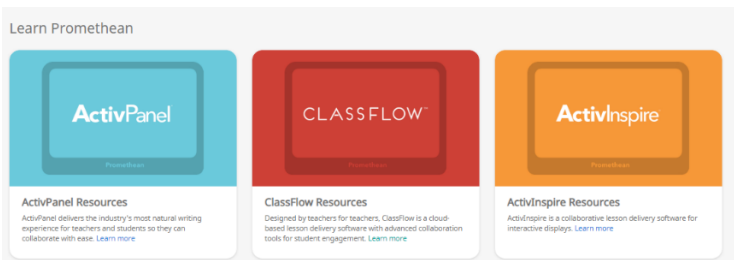 Learn Promethean
ActivPanel
CLASSFLOW™
ActivInspire
Promethean
Promethean
Promethean
ActivPanel Resources
ActivPanel delivers the industry's most natural writing
experience for teachers and students so they can
collaborate with ease. Learn more
ClassFlow Resources
Designed by teachers for teachers, ClassFlow is a cloud-
based lesson delivery software with advanced collaboration
tools for student engagement. Learn more
ActivInspire Resources
ActivInspire is a collaborative lesson delivery software for
interactive displays. Learn more